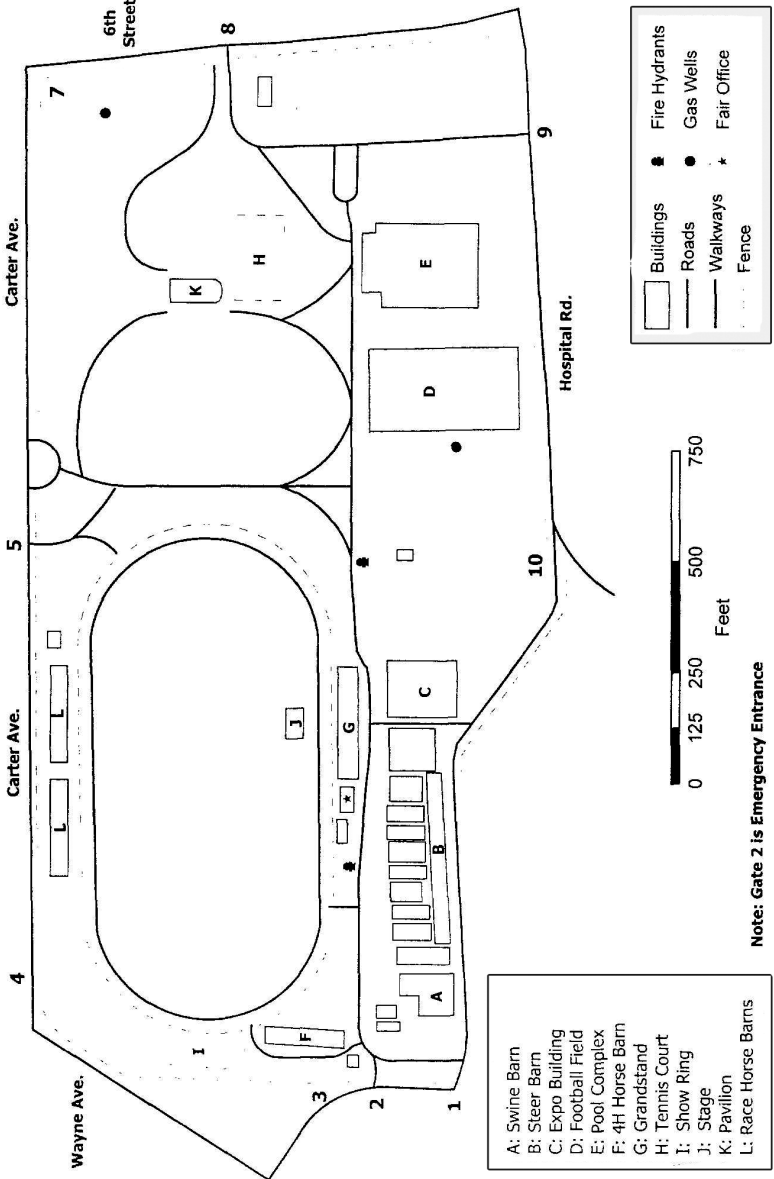 Wayne Ave.
4
Carter Ave.
5
Carter Ave.
7
6th
Street
8
L
L
I
F
J
G
K
H
3
2
1
A
B
C
D
E
10
9
Hospital Rd.
A: Swine Barn
B: Steer Barn
C: Expo Building
D: Football Field
E: Pool Complex
F: 4H Horse Barn
G: Grandstand
H: Tennis Court
I: Show Ring
J: Stage
K: Pavilion
L: Race Horse Barns
0
125
250
500
750
Feet
Note: Gate 2 is Emergency Entrance
Buildings
Roads
Walkways
Fence
Fire Hydrants
Gas Wells
Fair Office